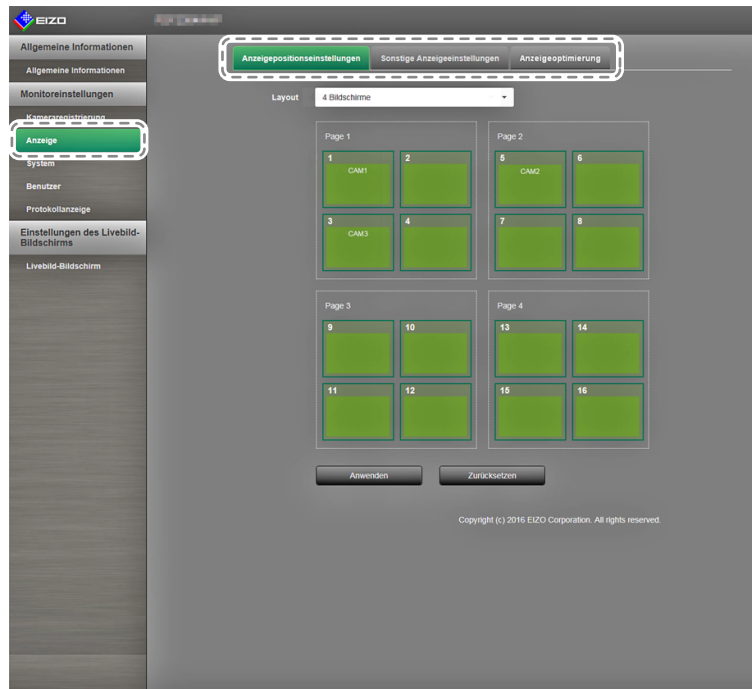 EIZO
Allgemeine Informationen
Allgemeine Informationen
Monitoreinstellungen
Kameraregistrierung
Anzeige
System
Benutzer
Protokollanzeige
Einstellungen des Livebild-
Bildschirms
Livebild-Bildschirm
Anzeigepositionseinstellungen Sonstige Anzeigeeinstellungen Anzeigeoptimierung
Layout 4 Bildschirme
Page 1
1 CAM1
2
3 CAM3
4
Page 2
5 CAM2
6
7
8
Page 3
9
10
11
12
Page 4
13
14
15
16
Anwenden Zurücksetzen
Copyright (c) 2016 EIZO Corporation. All rights reserved.